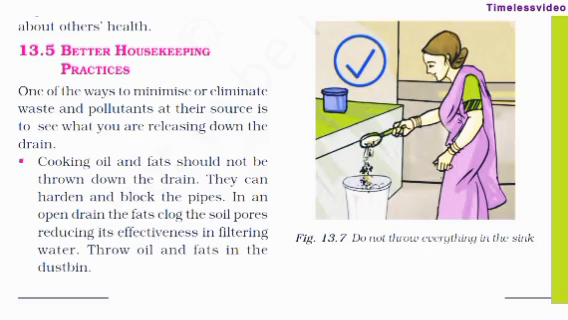 Timelessvideo
about others' health.
13.5 BETTER HOUSEKEEPING
PRACTICES
One of the ways to minimise or eliminate
waste and pollutants at their source is
to see what you are releasing down the
drain.
• Cooking oil and fats should not be
thrown down the drain. They can
harden and block the pipes. In an
open drain the fats clog the soil pores
reducing its effectiveness in filtering
water. Throw oil and fats in the
dustbin.
Fig. 13.7 Do not throw everything in the sink